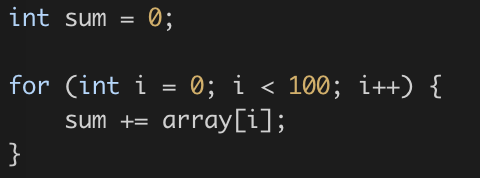 int sum = 0;

for (int i = 0; i < 100; i++) {
    sum += array[i];
}